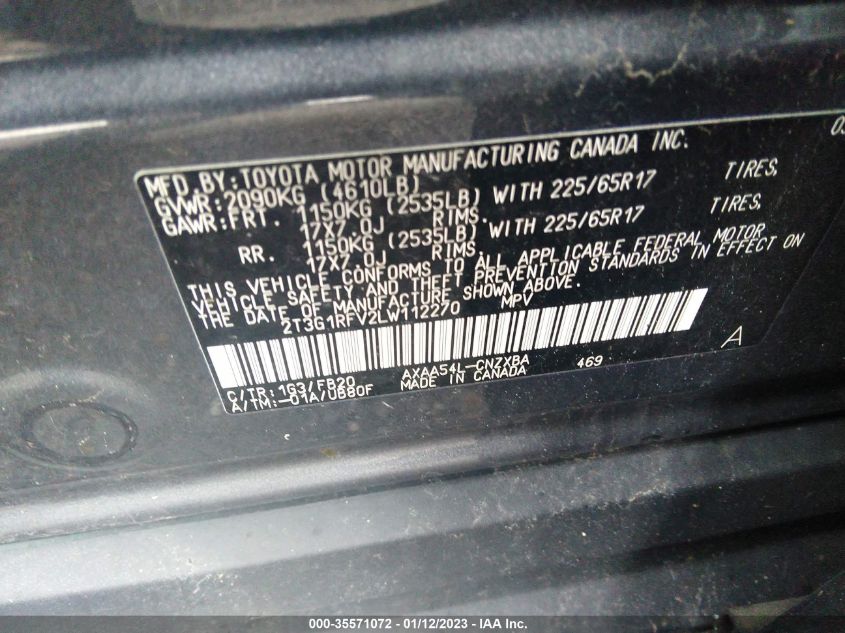 MFD.BY:TOYOTA MOTOR MANUFACTURING CANADA INC.
GVWR:2090KG (4610LB)
GAWR:FRT. 1150KG (2535LB) WITH 225/65R17 TIRES,
17X7.0J RIMS.
RR. 1150KG (2535LB) WITH 225/65R17 TIRES,
17X7.0J RIMS
THIS VEHICLE CONFORMS TO ALL APPLICABLE FEDERAL MOTOR
VEHICLE SAFETY AND THEFT PREVENTION STANDARDS IN EFFECT ON
THE DATE OF MANUFACTURE SHOWN ABOVE.
2T3G1RFV2LW112270 MPV
A
C/TR:1G3/FB20 AXAA54L-CNZXBA 469
A/TM:-01A/UB80F MADE IN CANADA
000-35571072 - 01/12/2023 - IAA Inc.